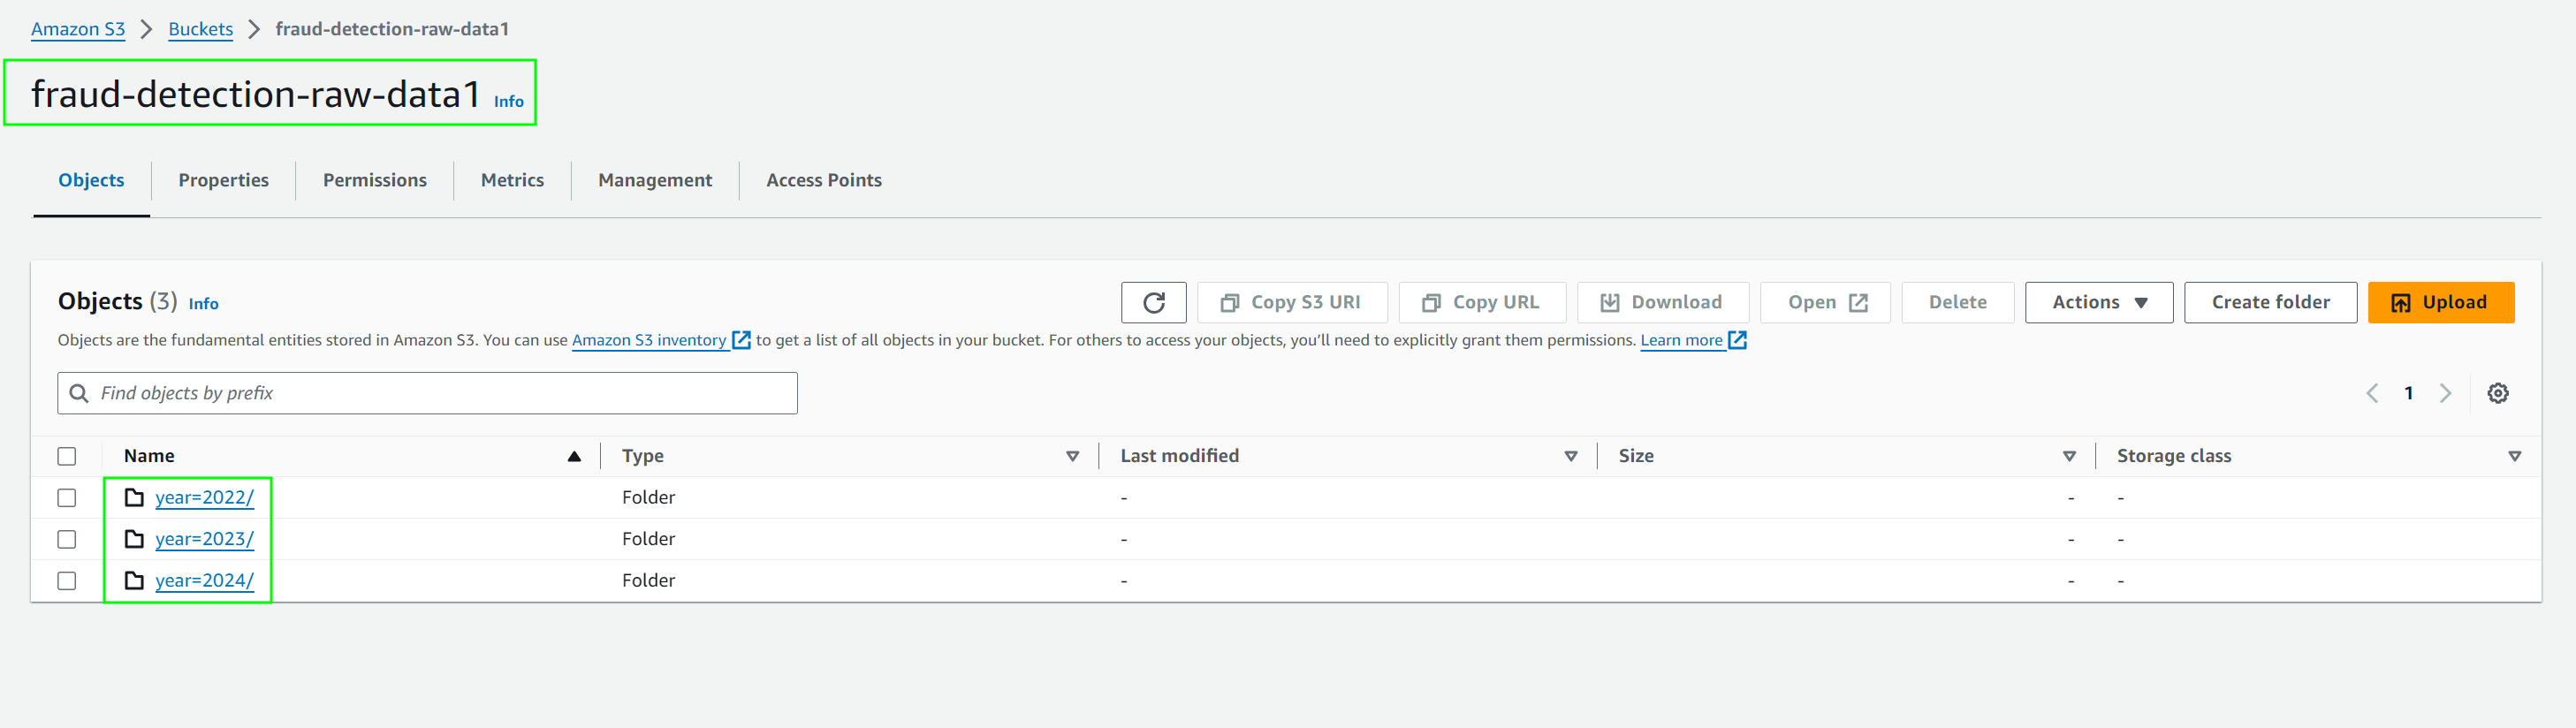 Amazon S3 > Buckets > fraud-detection-raw-data1
fraud-detection-raw-data1 Info
Objects Properties Permissions Metrics Management Access Points
Objects (3) Info
Copy S3 URI Copy URL Download Open Delete Actions Create folder Upload
Objects are the fundamental entities stored in Amazon S3. You can use Amazon S3 inventory to get a list of all objects in your bucket. For others to access your objects, you'll need to explicitly grant them permissions. Learn more
Find objects by prefix
1
Name Type Last modified Size Storage class
year=2022/ Folder - - -
year=2023/ Folder - - -
year=2024/ Folder - - -